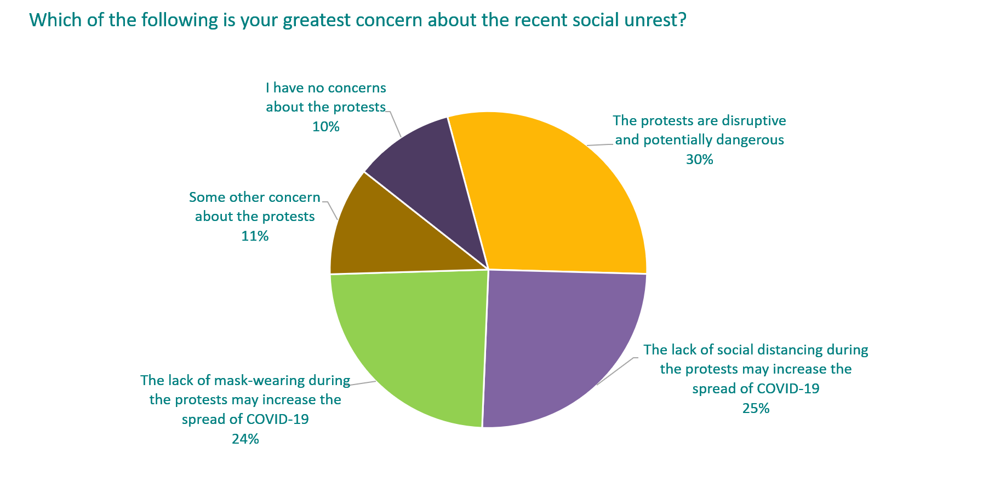 Which of the following is your greatest concern about the recent social unrest?
I have no concerns
about the protests
10%
The protests are disruptive
and potentially dangerous
30%
Some other concern
about the protests
11%
The lack of social distancing during
the protests may increase the
spread of COVID-19
25%
The lack of mask-wearing during
the protests may increase the
spread of COVID-19
24%